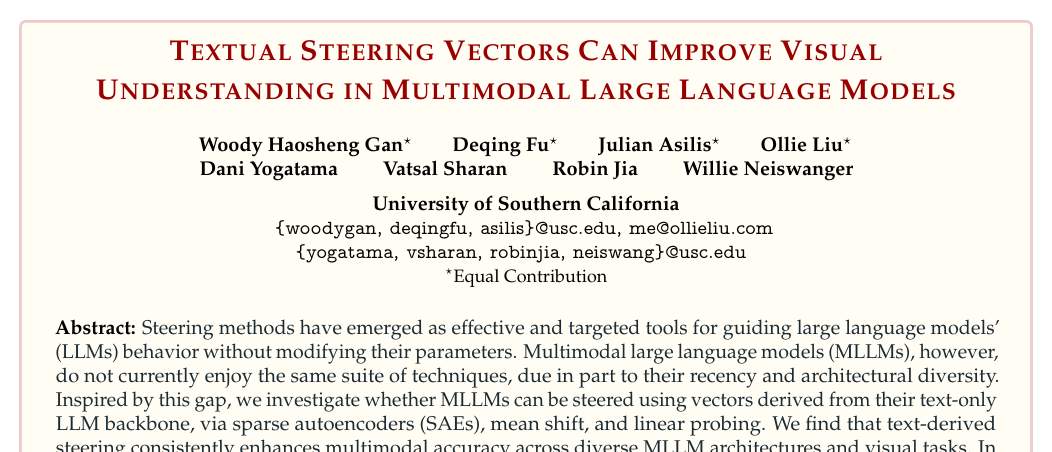 TEXTUAL STEERING VECTORS CAN IMPROVE VISUAL
UNDERSTANDING IN MULTIMODAL LARGE LANGUAGE MODELS
Woody Haosheng Gan* Deqing Fu* Julian Asilis* Ollie Liu*
Dani Yogatama Vatsal Sharan Robin Jia Willie Neiswanger
University of Southern California
{woodygan, deqingfu, asilis}@usc.edu, me@ollieliu.com
{yogatama, vsharan, robinjia, neiswang}@usc.edu
*Equal Contribution
Abstract: Steering methods have emerged as effective and targeted tools for guiding large language models’
(LLMs) behavior without modifying their parameters. Multimodal large language models (MLLMs), however,
do not currently enjoy the same suite of techniques, due in part to their recency and architectural diversity.
Inspired by this gap, we investigate whether MLLMs can be steered using vectors derived from their text-only
LLM backbone, via sparse autoencoders (SAEs), mean shift, and linear probing. We find that text-derived
steering consistently enhances multimodal accuracy across diverse MLLM architectures and visual tasks. In